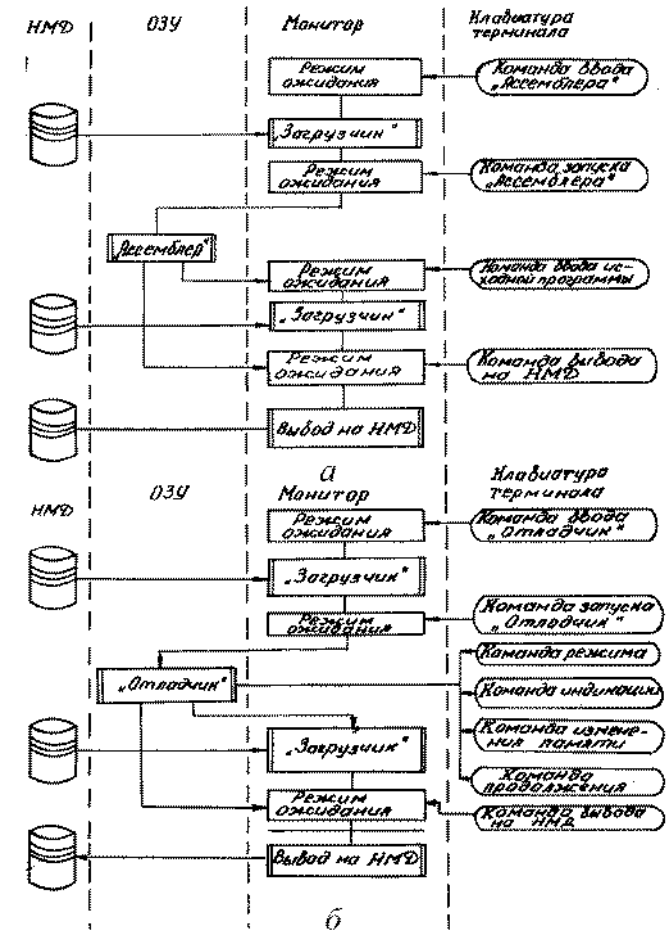 НМД ОЗУ Монитор Клавиатура
терминала
Режим
ожидания
Команда ввода
„Ассемблера"
„Загрузчик"
Режим
ожидания
Команда запуска
„Ассемблера"
„Ассемблер"
Режим
ожидания
Команда ввода ис-
ходной программы
„Загрузчик"
Режим
ожидания
Команда вывода
на НМД
Вывод на НМД
а
НМД ОЗУ Монитор Клавиатура
терминала
Режим
ожидания
Команда ввода
„Отладчик"
„Загрузчик"
Режим
ожидания
Команда запуска
„Отладчик"
Команда режима
„Отладчик"
Команда индикации
Команда измене-
ния памяти
„Загрузчик"
Команда
продолжения
Режим
ожидания
Команда вывода
на НМД
Вывод на НМД
б